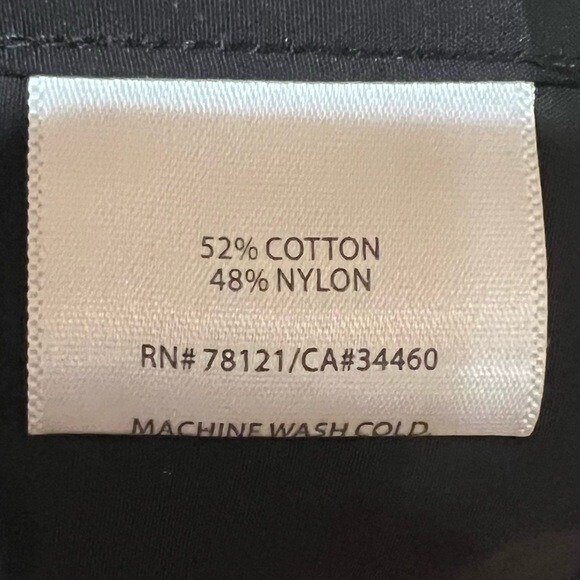 52% COTTON
48% NYLON
RN# 78121/CA#34460
MACHINE WASH COLD.